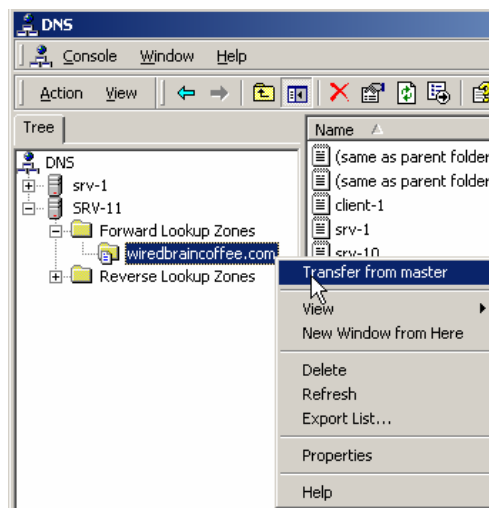 DNS
Console Window Help
Action View
Tree
Name
DNS
srv-1
SRV-11
Forward Lookup Zones
wiredbraincoffee.com
Reverse Lookup Zones
(same as parent folder
(same as parent folder
client-1
srv-1
srv-10
Transfer from master
View
New Window from Here
Delete
Refresh
Export List...
Properties
Help